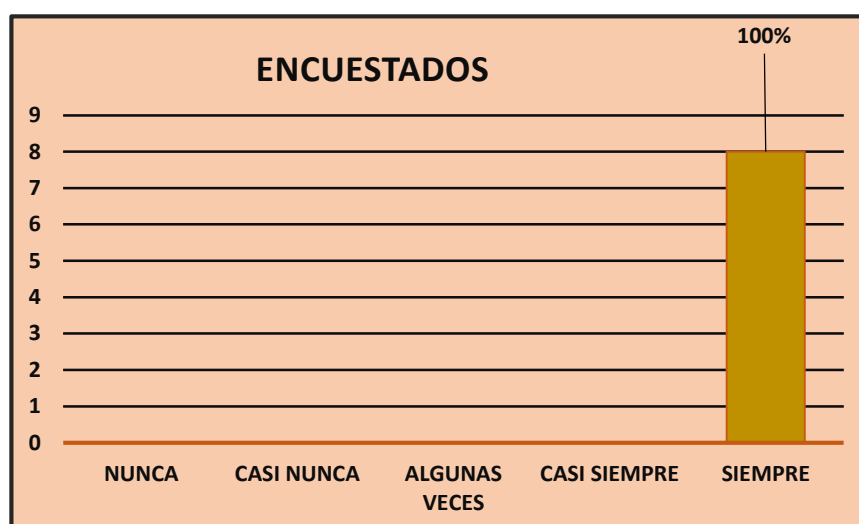 100%
ENCUESTADOS
9
8
7
6
5
4
3
2
1
0
NUNCA
CASI NUNCA
ALGUNAS
VECES
CASI SIEMPRE
SIEMPRE